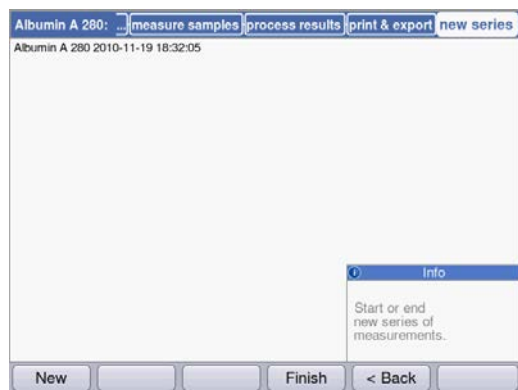 Albumin A 280: ... measure samples process results print & export new series
Albumin A 280 2010-11-19 18:32:05
i Info
Start or end
new series of
measurements.
New Finish < Back